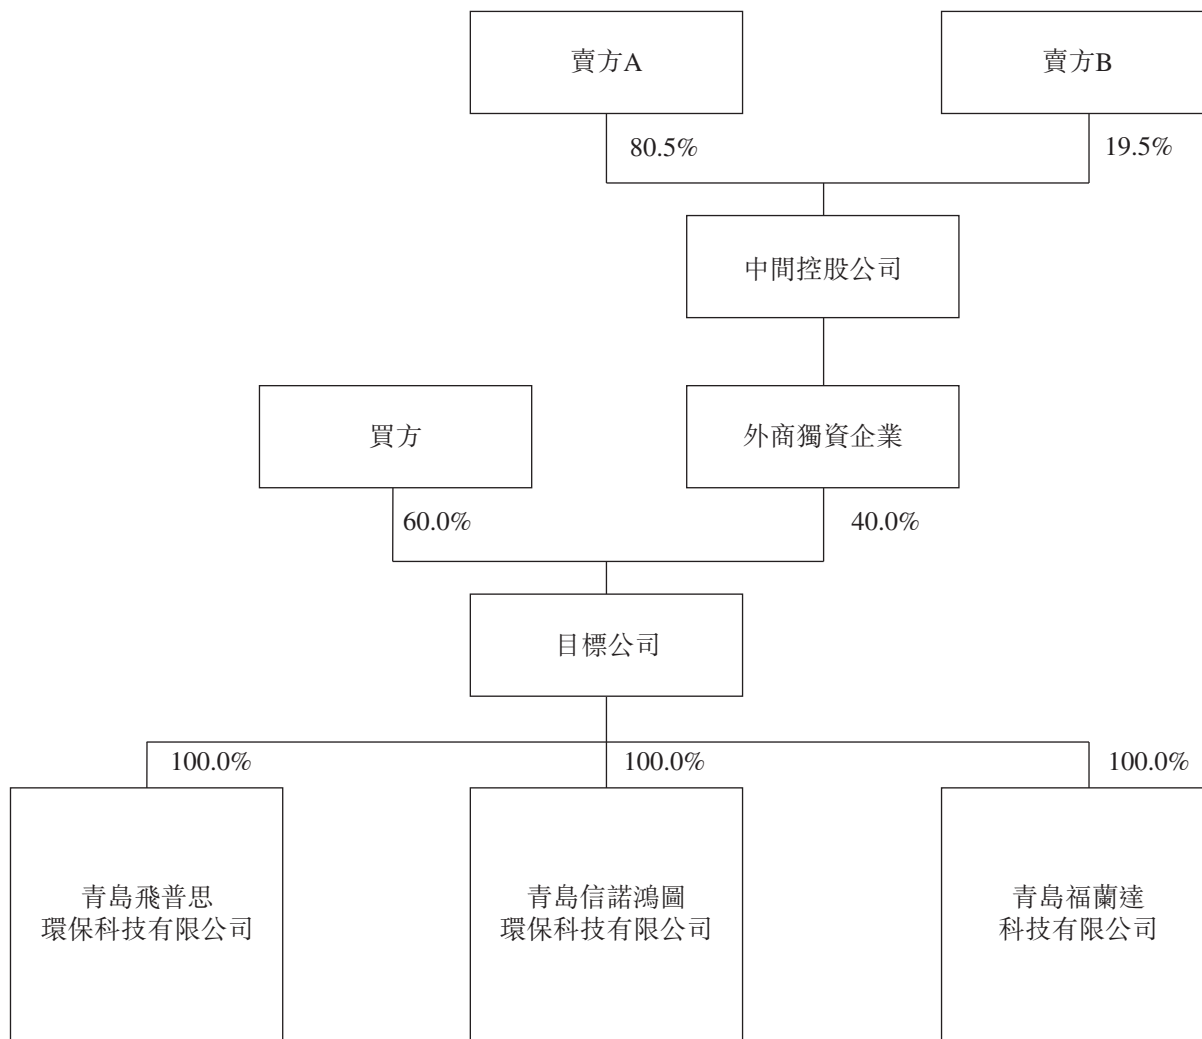 賣方A
賣方B
80.5%
19.5%
中間控股公司
買方
外商獨資企業
60.0%
40.0%
目標公司
100.0%
100.0%
100.0%
青島飛普思
環保科技有限公司
青島信諾鴻圖
環保科技有限公司
青島福蘭達
科技有限公司